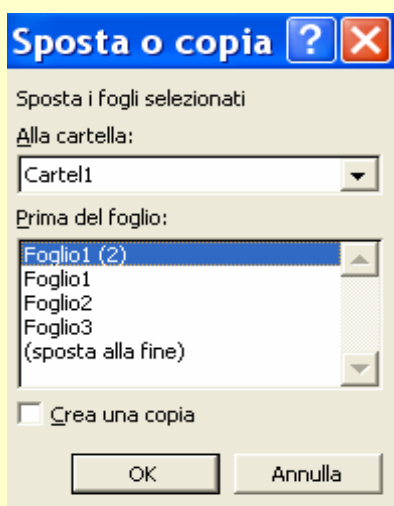 Sposta o copia ?
Sposta i fogli selezionati
Alla cartella:
Cartel1
Prima del foglio:
Foglio1 (2)
Foglio1
Foglio2
Foglio3
(sposta alla fine)
Crea una copia
OK Annulla